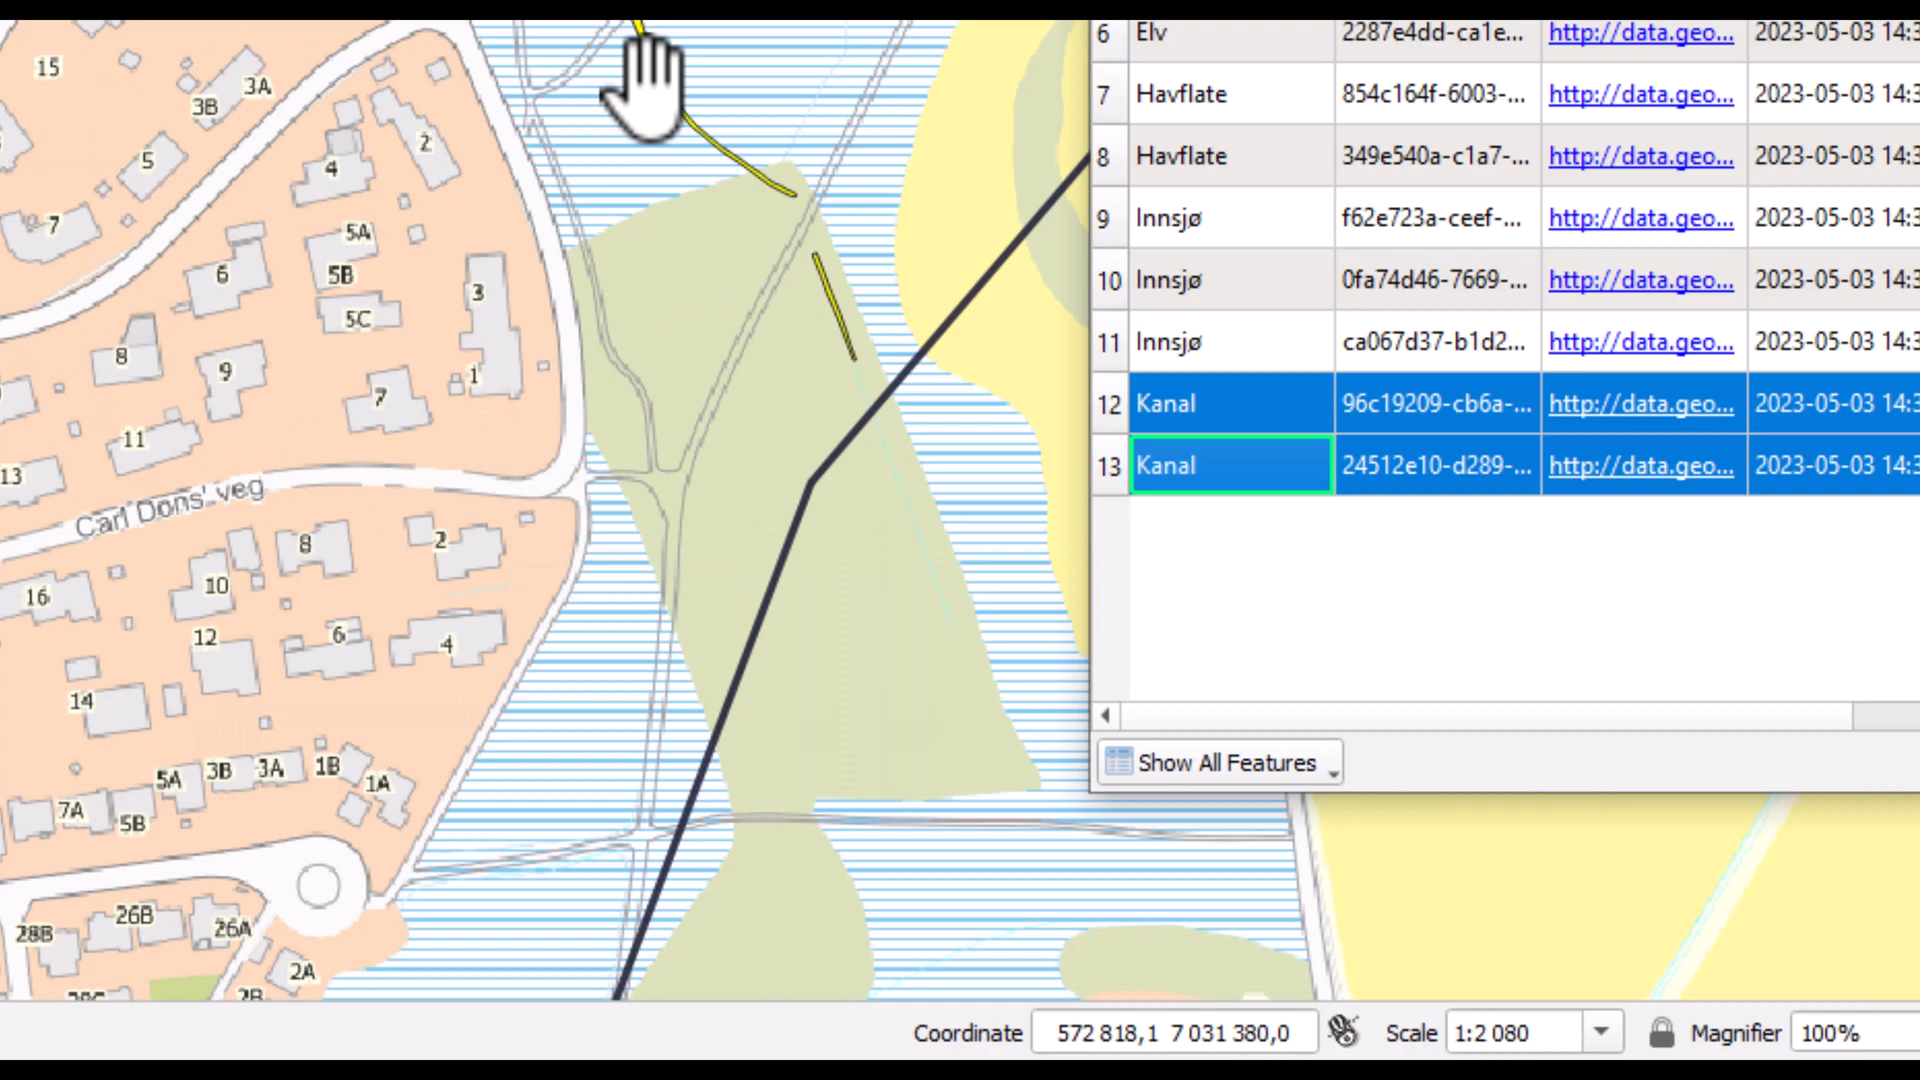 15
3A
3B
2
4
5
7
5A
5B
6
3
5C
8
9
1
7
11
13
Carl Dons' veg
8
2
10
16
12
6
4
14
5A
3B
3A
1B
1A
7A
5B
26B
28B
26A
2A
6 Elv 2287e4dd-ca1e... http://data.geo... 2023-05-03 14:3
7 Havflate 854c164f-6003-... http://data.geo... 2023-05-03 14:3
8 Havflate 349e540a-c1a7-... http://data.geo... 2023-05-03 14:3
9 Innsjø f62e723a-ceef-... http://data.geo... 2023-05-03 14:3
10 Innsjø 0fa74d46-7669-... http://data.geo... 2023-05-03 14:3
11 Innsjø ca067d37-b1d2... http://data.geo... 2023-05-03 14:3
12 Kanal 96c19209-cb6a-... http://data.geo... 2023-05-03 14:3
13 Kanal 24512e10-d289-... http://data.geo... 2023-05-03 14:3
Show All Features
Coordinate 572 818,1 7 031 380,0 Scale 1:2 080 Magnifier 100%